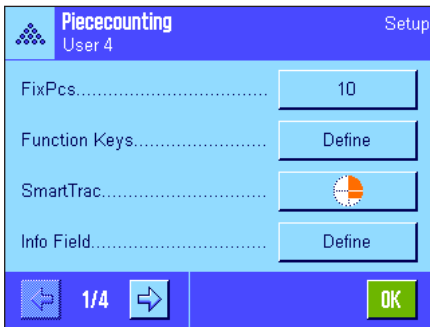 Piececounting Setup
User 4
FixPcs................................... 10
Function Keys........................ Define
SmartTrac..............................
Info Field................................ Define
1/4 OK